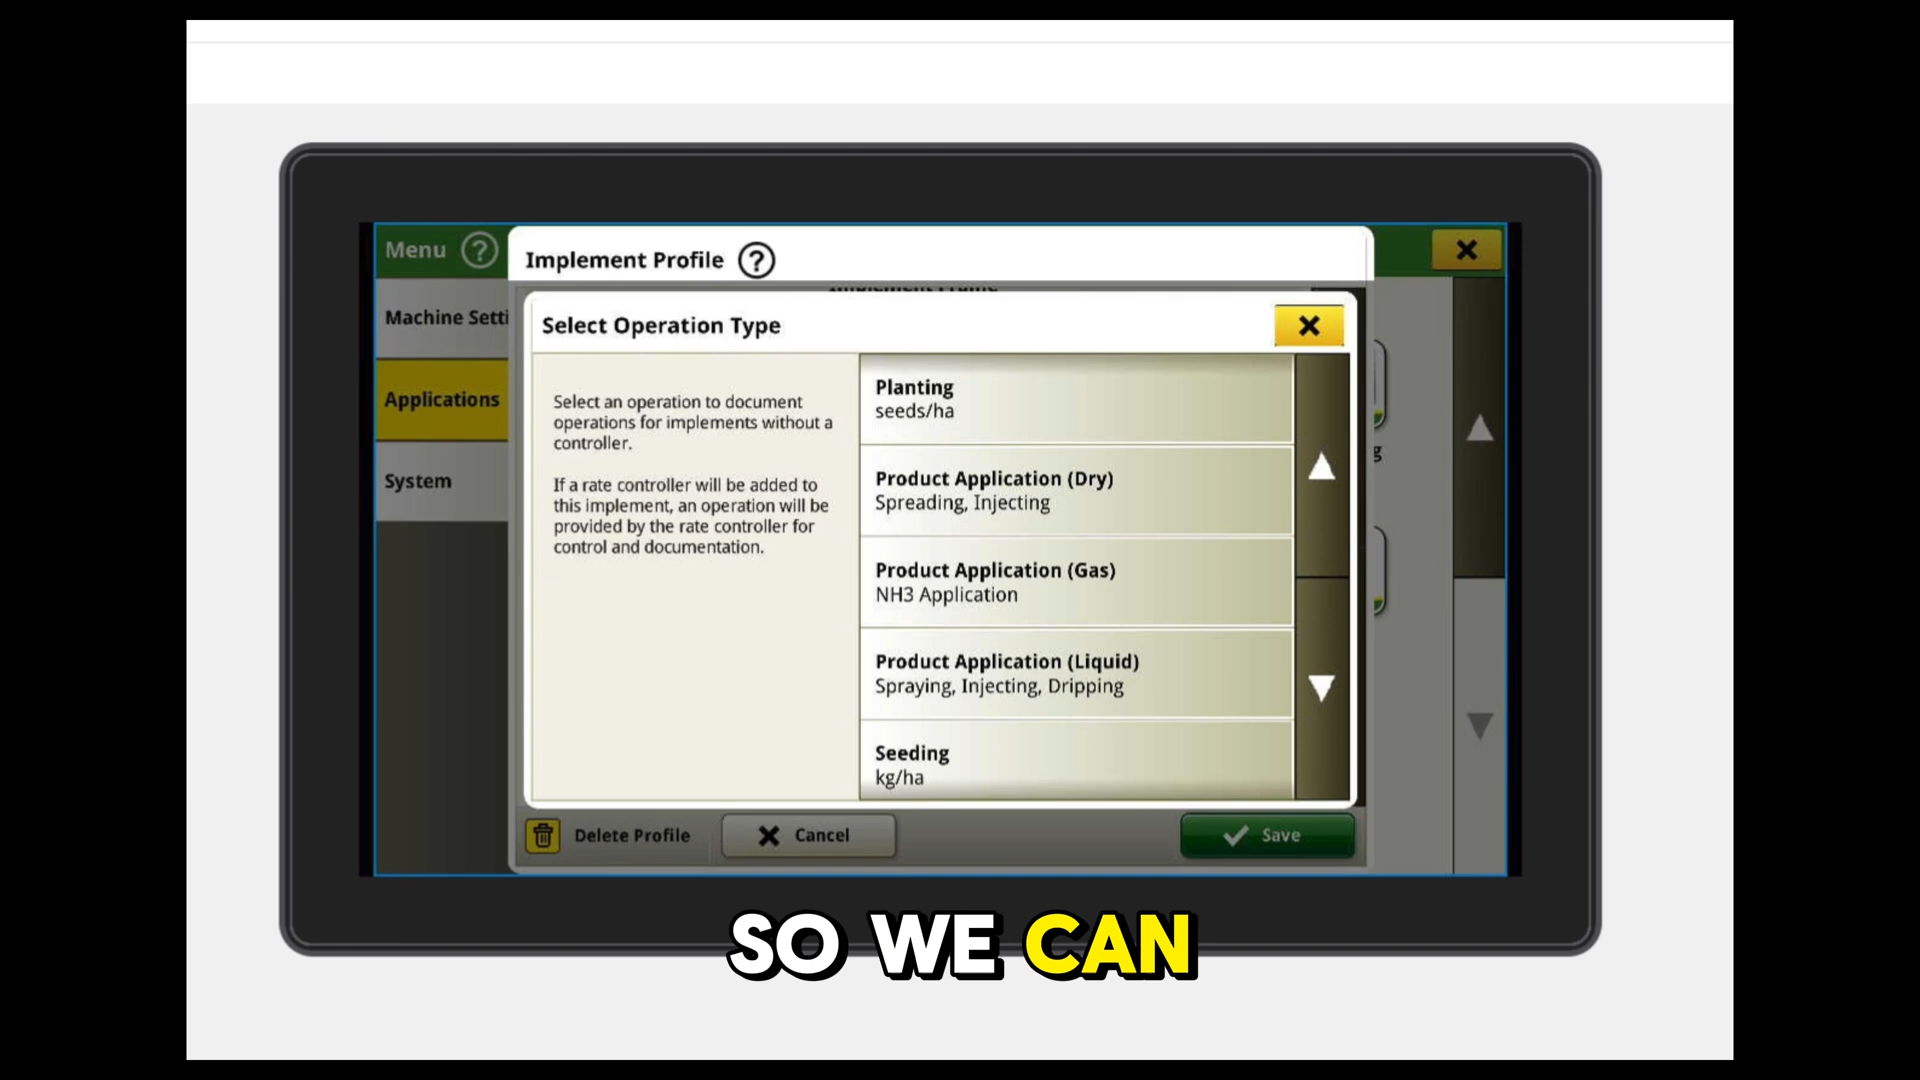 Menu ?
Implement Profile ?
Machine Setti
Select Operation Type
Applications
System
Select an operation to document
operations for implements without a
controller.
If a rate controller will be added to
this implement, an operation will be
provided by the rate controller for
control and documentation.
Planting
seeds/ha
Product Application (Dry)
Spreading, Injecting
Product Application (Gas)
NH3 Application
Product Application (Liquid)
Spraying, Injecting, Dripping
Seeding
kg/ha
g
Delete Profile
Cancel
Save
SO WE CAN